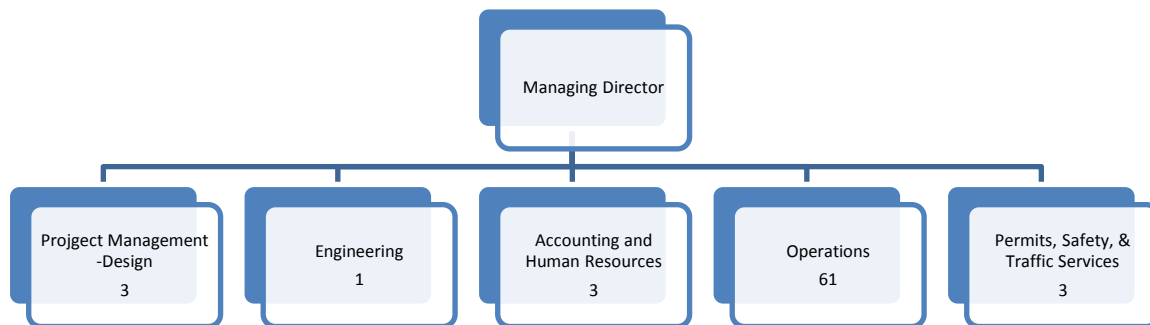 Managing Director
Projgect Management
-Design
3
Engineering
1
Accounting and
Human Resources
3
Operations
61
Permits, Safety, &
Traffic Services
3